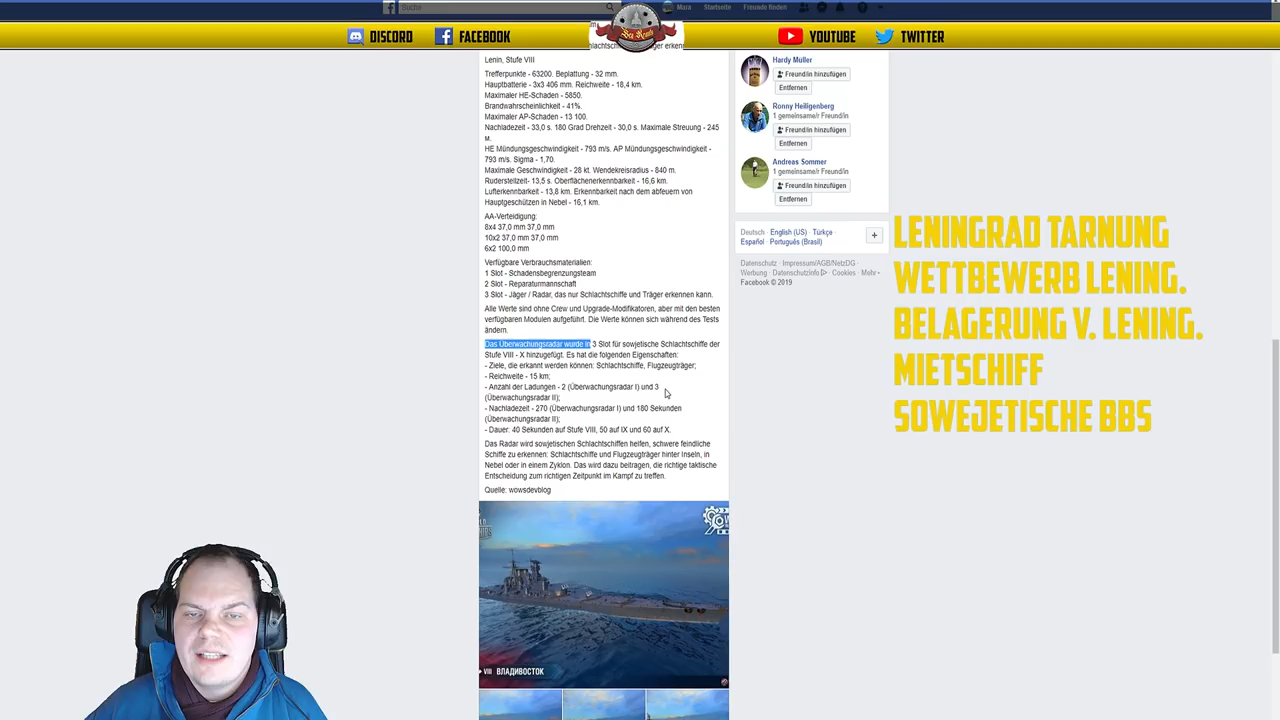 Suche
Mara Startseite Freunde finden
DISCORD FACEBOOK YOUTUBE TWITTER
Lenin, Stufe VIII
Trefferpunkte - 63200. Beplattung - 32 mm.
Hauptbatterie - 3x3 406 mm. Reichweite - 18,4 km.
Maximaler HE-Schaden - 5850.
Brandwahrscheinlichkeit - 41%.
Maximaler AP-Schaden - 13 100.
Nachladezeit - 33,0 s. 180 Grad Drehzeit - 30,0 s. Maximale Streuung - 245
м.
HE Mündungsgeschwindigkeit - 793 m/s. AP Mündungsgeschwindigkeit -
793 m/s. Sigma - 1,70.
Maximale Geschwindigkeit - 28 kt. Wendekreisradius - 840 m.
Ruderstellzeit- 13,5 s. Oberflächenerkennbarkeit - 16,6 km.
Lufterkennbarkeit - 13,8 km. Erkennbarkeit nach dem abfeuern von
Hauptgeschützen in Nebel - 16,1 km.
AA-Verteidigung:
8x4 37,0 mm 37,0 mm
10x2 37,0 mm 37,0 mm
6x2 100,0 mm
Verfügbare Verbrauchsmaterialien:
1 Slot - Schadensbegrenzungsteam
2 Slot - Reparaturmannschaft
3 Slot - Jäger / Radar, das nur Schlachtschiffe und Träger erkennen kann.
Alle Werte sind ohne Crew und Upgrade-Modifikatoren, aber mit den besten
verfügbaren Modulen aufgeführt. Die Werte können sich während des Tests
ändern.
Das Überwachungsradar wurde in 3 Slot für sowjetische Schlachtschiffe der
Stufe VIII - X hinzugefügt. Es hat die folgenden Eigenschaften:
- Ziele, die erkannt werden können: Schlachtschiffe, Flugzeugträger;
- Reichweite - 15 km;
- Anzahl der Ladungen - 2 (Überwachungsradar I) und 3
(Überwachungsradar II);
- Nachladezeit - 270 (Überwachungsradar I) und 180 Sekunden
(Überwachungsradar II);
- Dauer: 40 Sekunden auf Stufe VIII, 50 auf IX und 60 auf X.
Das Radar wird sowjetischen Schlachtschiffen helfen, schwere feindliche
Schiffe zu erkennen: Schlachtschiffe und Flugzeugträger hinter Inseln, in
Nebel oder in einem Zyklon. Das wird dazu beitragen, die richtige taktische
Entscheidung zum richtigen Zeitpunkt im Kampf zu treffen.
Quelle: wowsdevblog
VIII ВЛАДИВОСТОК
Hardy Müller
Freund/in hinzufügen
Entfernen
Ronny Heiligenberg
1 gemeinsame/r Freund/in
Freund/in hinzufügen
Entfernen
Andreas Sommer
1 gemeinsame/r Freund/in
Freund/in hinzufügen
Entfernen
Deutsch · English (US) · Türkçe ·
Español · Português (Brasil)
Datenschutz · Impressum/AGB/NetzDG ·
Werbung · Datenschutzinfo · Cookies · Mehr
Facebook © 2019
LENINGRAD TARNUNG
WETTBEWERB LENING.
BELAGERUNG V. LENING.
MIETSCHIFF
SOWEJETISCHE BBS